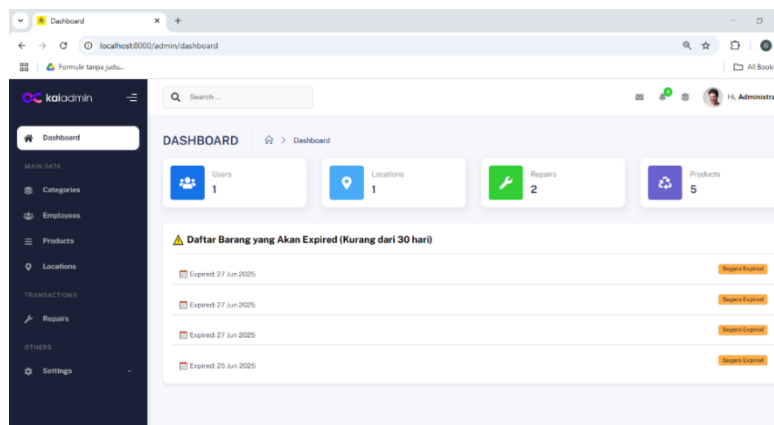 Dashboard
localhost:8000/admin/dashboard
Formulir tanpa judu...
All Book
kaiadmin
Search ...
4
Hi, Administra
Dashboard
DASHBOARD
Dashboard
MAIN DATA
Categories
Employees
Products
Locations
TRANSACTIONS
Repairs
OTHERS
Settings
Users
1
Locations
1
Repairs
2
Products
5
Daftar Barang yang Akan Expired (Kurang dari 30 hari)
Expired: 27 Jun 2025
Segera Expired
Expired: 27 Jun 2025
Segera Expired
Expired: 27 Jun 2025
Segera Expired
Expired: 25 Jun 2025
Segera Expired